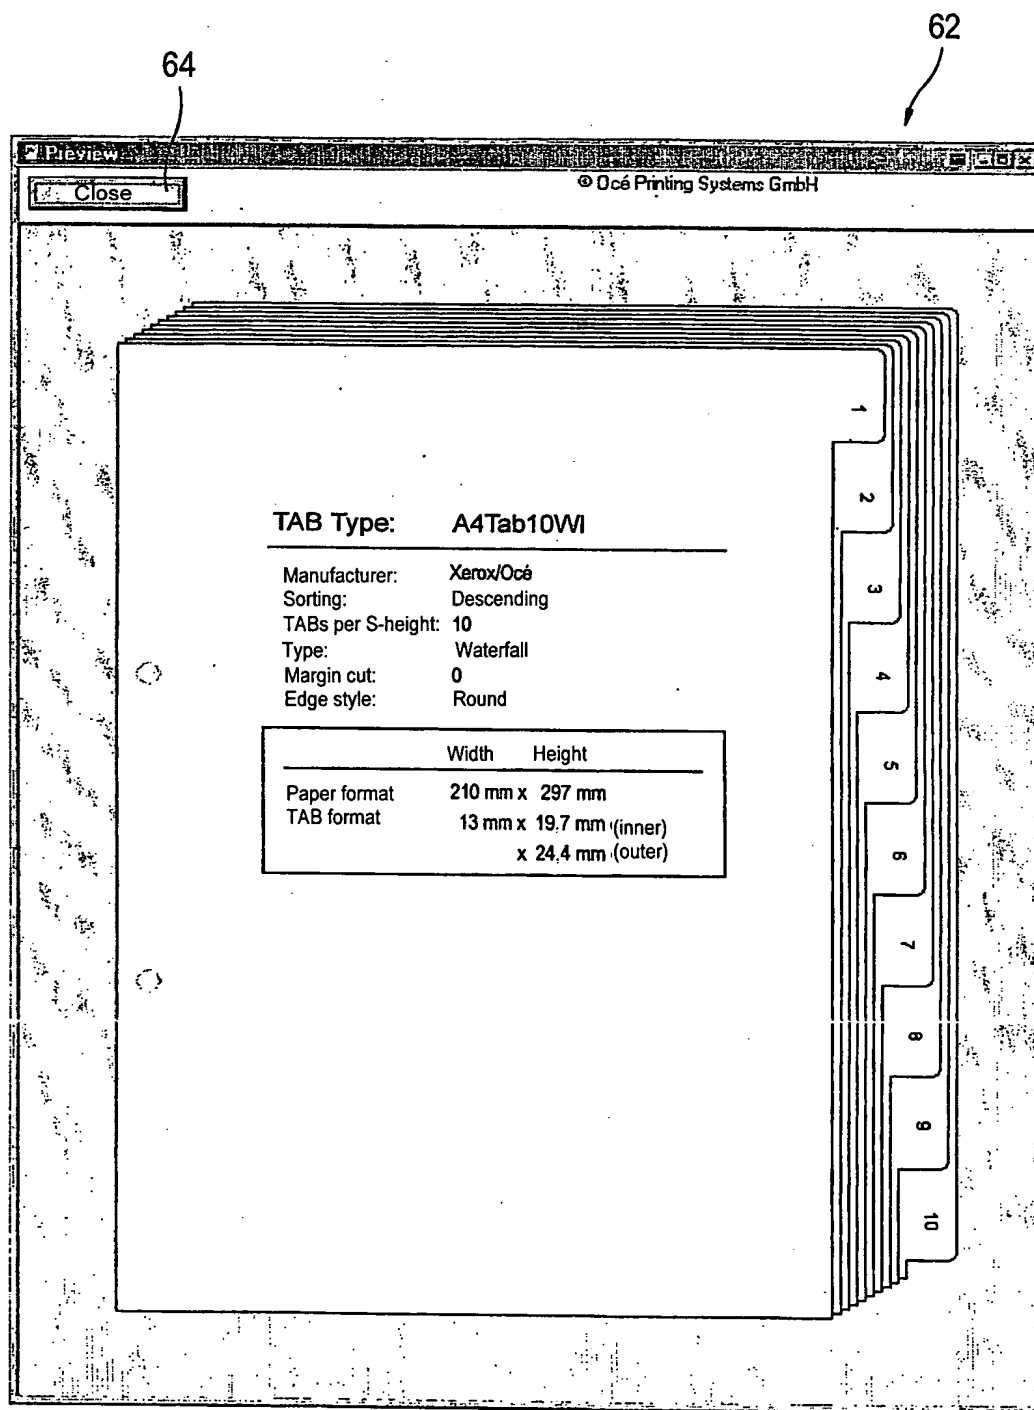 62
64
Preview
Close
© Océ Printing Systems GmbH
1
2
3
4
5
6
7
8
9
10
TAB Type: A4Tab10WI
Manufacturer: Xerox/Océ
Sorting: Descending
TABs per S-height: 10
Type: Waterfall
Margin cut: 0
Edge style: Round
Width Height
Paper format 210 mm x 297 mm
TAB format 13 mm x 19.7 mm (inner)
x 24.4 mm (outer)